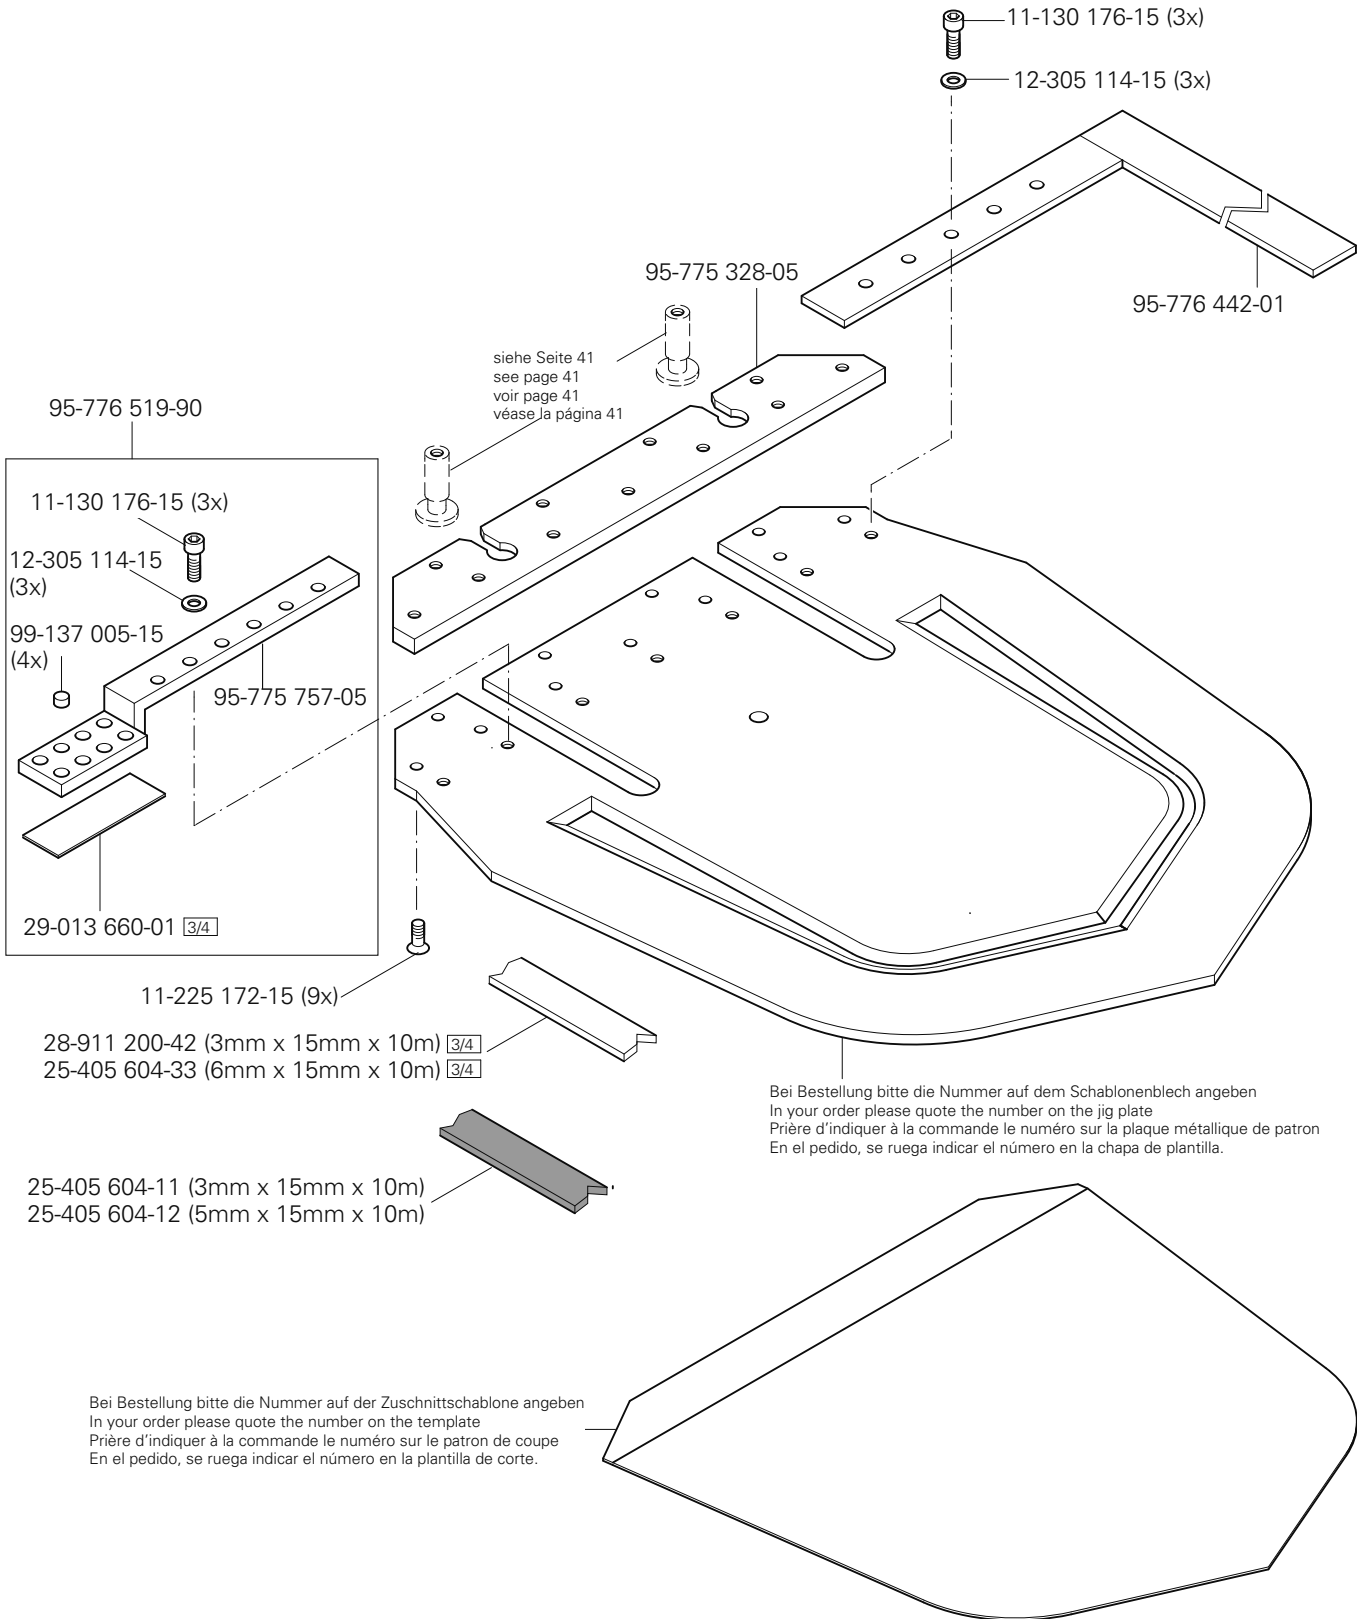 11-130 176-15 (3x)
12-305 114-15 (3x)
95-775 328-05
95-776 442-01
siehe Seite 41
see page 41
voir page 41
véase la página 41
95-776 519-90
11-130 176-15 (3x)
12-305 114-15
(3x)
99-137 005-15
(4x)
95-775 757-05
29-013 660-01 3/4
11-225 172-15 (9x)
28-911 200-42 (3mm x 15mm x 10m) 3/4
25-405 604-33 (6mm x 15mm x 10m) 3/4
Bei Bestellung bitte die Nummer auf dem Schablonenblech angeben
In your order please quote the number on the jig plate
Prière d'indiquer à la commande le numéro sur la plaque métallique de patron
En el pedido, se ruega indicar el número en la chapa de plantilla.
25-405 604-11 (3mm x 15mm x 10m)
25-405 604-12 (5mm x 15mm x 10m)
Bei Bestellung bitte die Nummer auf der Zuschnittschablone angeben
In your order please quote the number on the template
Prière d'indiquer à la commande le numéro sur le patron de coupe
En el pedido, se ruega indicar el número en la plantilla de corte.